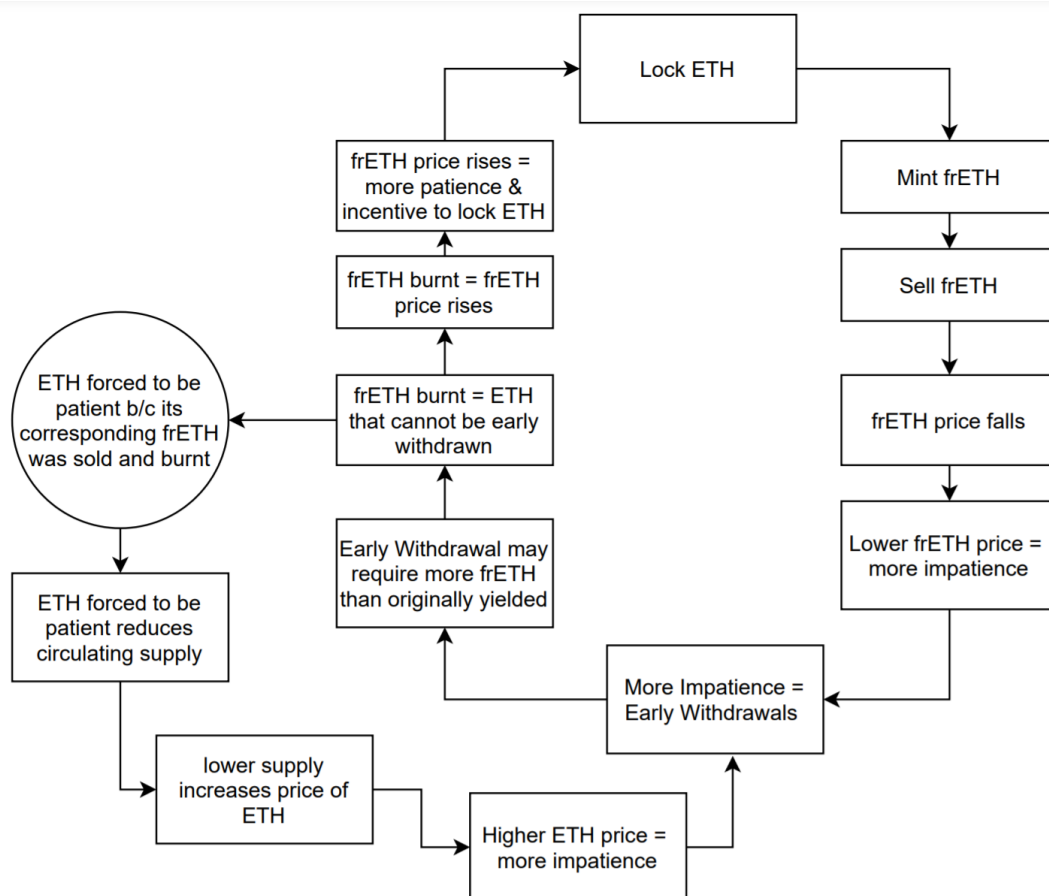 Lock ETH
Mint frETH
Sell frETH
frETH price falls
Lower frETH price =
more impatience
More Impatience =
Early Withdrawals
Early Withdrawal may
require more frETH
than originally yielded
frETH burnt = ETH
that cannot be early
withdrawn
frETH burnt = frETH
price rises
frETH price rises =
more patience &
incentive to lock ETH
ETH forced to be
patient b/c its
corresponding frETH
was sold and burnt
ETH forced to be
patient reduces
circulating supply
lower supply
increases price of
ETH
Higher ETH price =
more impatience